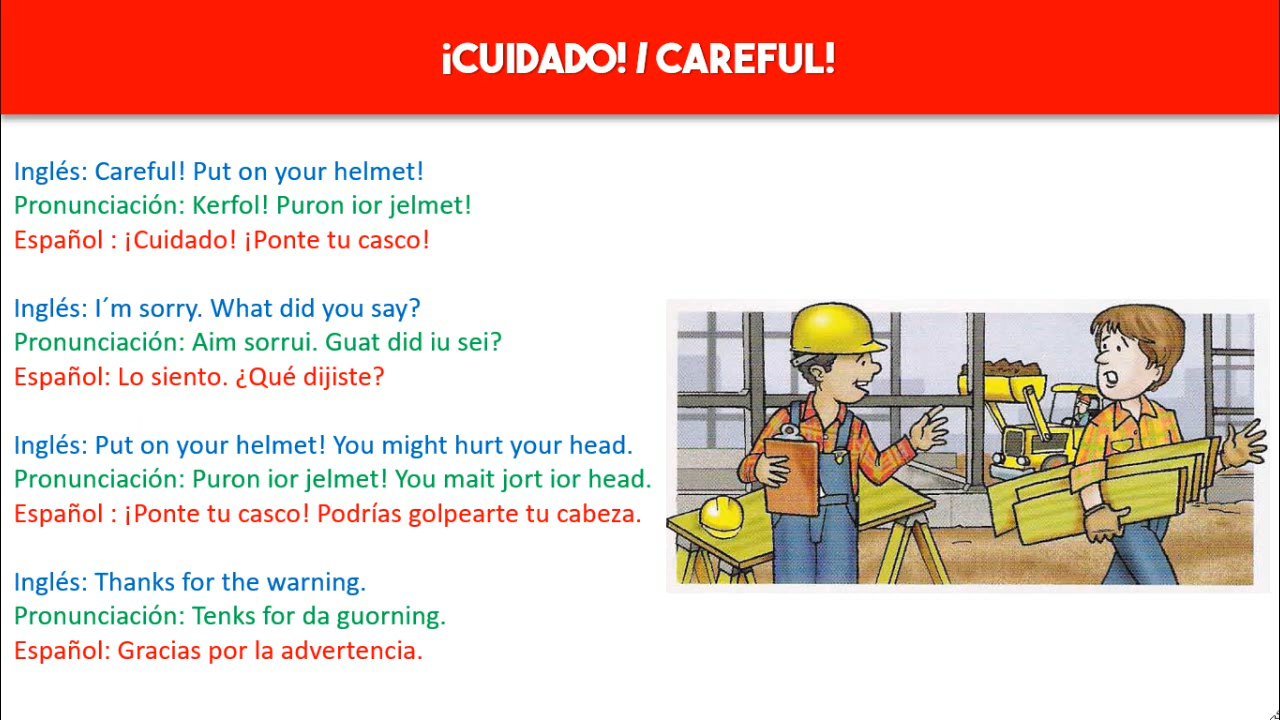 ¡CUIDADO! / CAREFUL!
Inglés: Careful! Put on your helmet!
Pronunciación: Kerfol! Puron ior jelmet!
Español : ¡Cuidado! ¡Ponte tu casco!
Inglés: I´m sorry. What did you say?
Pronunciación: Aim sorrui. Guat did iu sei?
Español: Lo siento. ¿Qué dijiste?
Inglés: Put on your helmet! You might hurt your head.
Pronunciación: Puron ior jelmet! You mait jort ior head.
Español : ¡Ponte tu casco! Podrías golpearte tu cabeza.
Inglés: Thanks for the warning.
Pronunciación: Tenks for da guorning.
Español: Gracias por la advertencia.